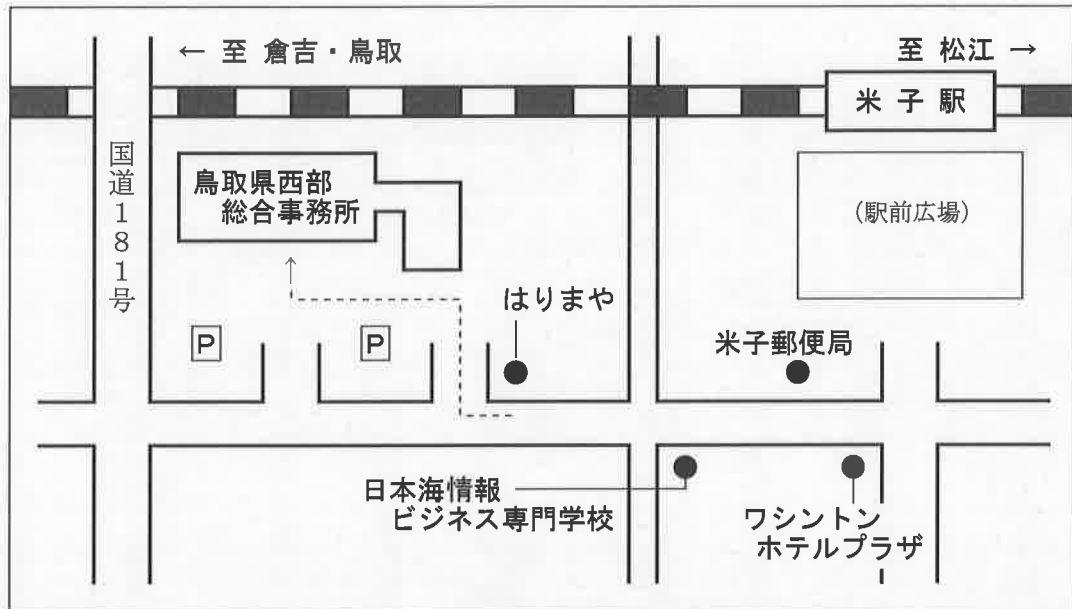 ← 至 倉吉・鳥取
至 松江 →
米子駅
国道181号
鳥取県西部
総合事務所
(駅前広場)
はりまや
P
P
米子郵便局
日本海情報
ビジネス専門学校
ワシントン
ホテルプラザ